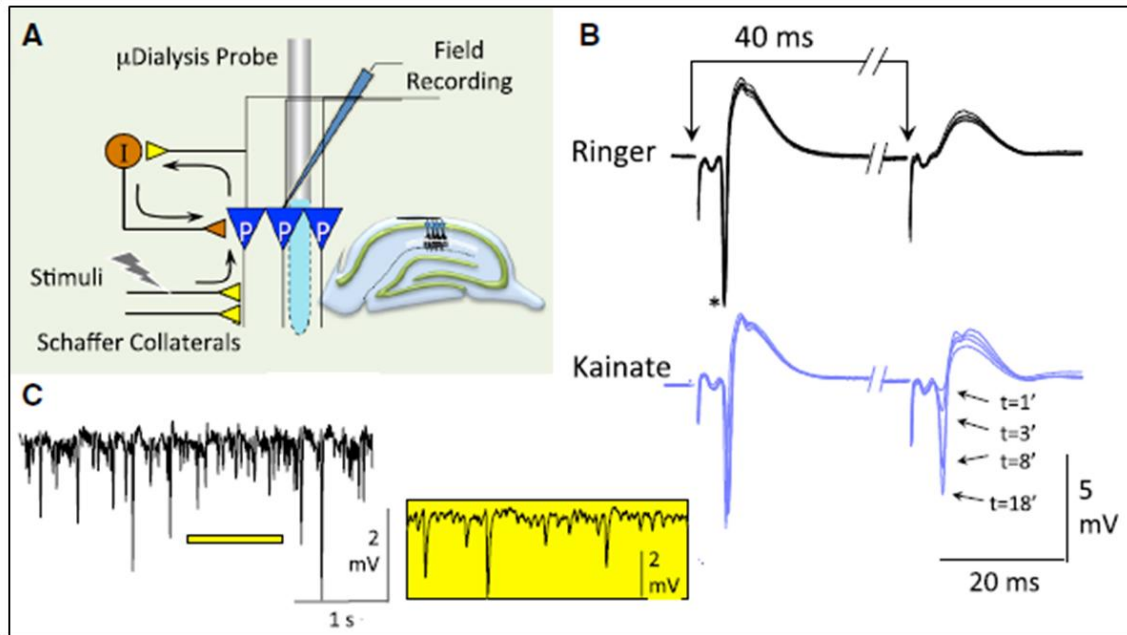 A
μDialysis Probe
Field
Recording
I
P
P
P
Stimuli
Schaffer Collaterals
B
40 ms
Ringer
*
Kainate
t=1'
t=3'
t=8'
t=18'
5
mV
20 ms
C
2
mV
1 s
2
mV